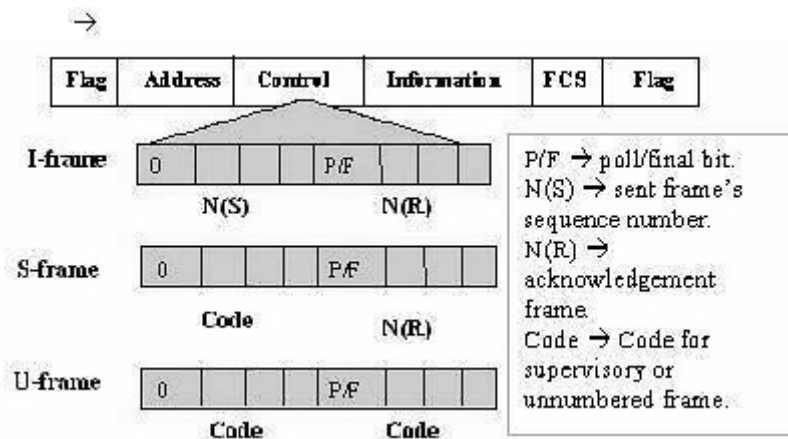 →
Flag Address Control Information FCS Flag
I-frame 0 P/F
N(S) N(R)
S-frame 0 P/F
Code N(R)
U-frame 0 P/F
Code Code
P/F → poll/final bit.
N(S) → sent frame's
sequence number.
N(R) →
acknowledgement
frame.
Code → Code for
supervisory or
unnumbered frame.